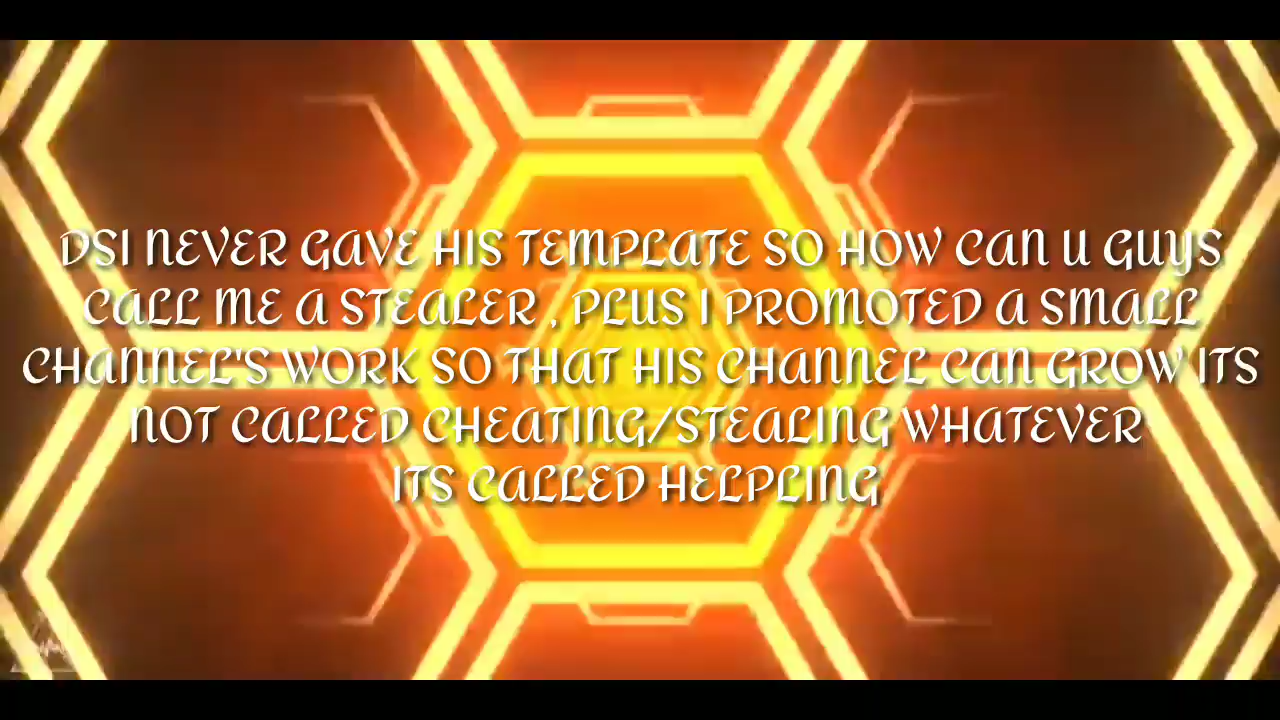 DSI NEVER GAVE HIS TEMPLATE SO HOW CAN U GUYS
CALL ME A STEALER , PLUS I PROMOTED A SMALL
CHANNEL'S WORK SO THAT HIS CHANNEL CAN GROW ITS
NOT CALLED CHEATING/STEALING WHATEVER
ITS CALLED HELPLING